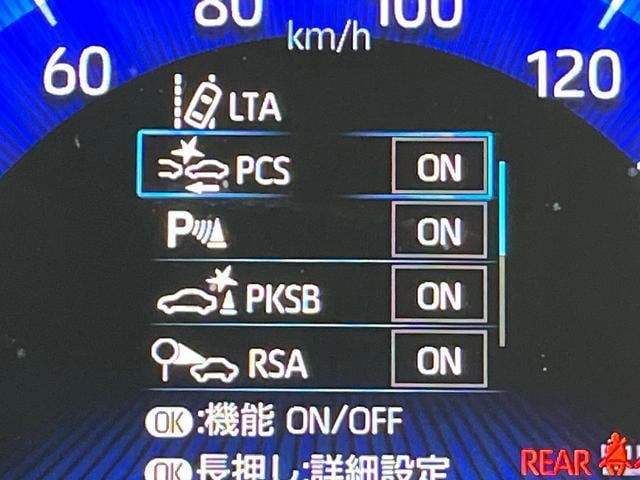 80 100
km/h
60 120
LTA
PCS ON
P ON
PKSB ON
RSA ON
OK:機能 ON/OFF
OK長押し:詳細設定
REAR